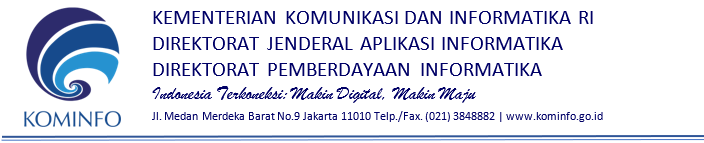 KEMENTERIAN KOMUNIKASI DAN INFORMATIKA RI
DIREKTORAT JENDERAL APLIKASI INFORMATIKA
DIREKTORAT PEMBERDAYAAN INFORMATIKA
Indonesia Terkoneksi: Makin Digital, Makin Maju
Jl. Medan Merdeka Barat No.9 Jakarta 11010 Telp./Fax. (021) 3848882 | www.kominfo.go.id
KOMINFO